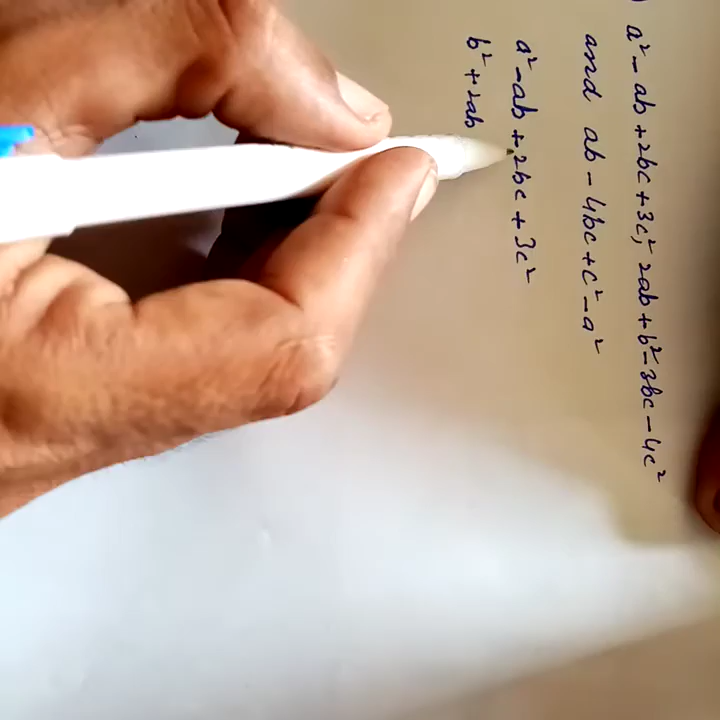 ) a² - ab + 2bc + 3c², 2ab + b² - 3bc - 4c²
and ab - 4bc + c² - a²
a² - ab + 2bc + 3c²
b² + 2ab